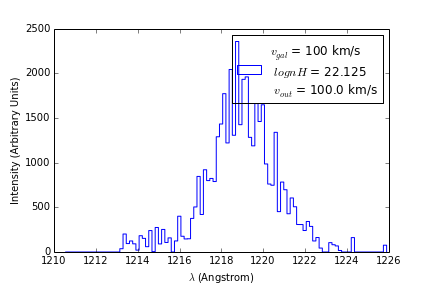 2500
2000
1500
1000
500
0
Intensity (Arbitrary Units)
v_gal = 100 km/s
lognH = 22.125
v_out = 100.0 km/s
1210 1212 1214 1216 1218 1220 1222 1224 1226
λ (Angstrom)